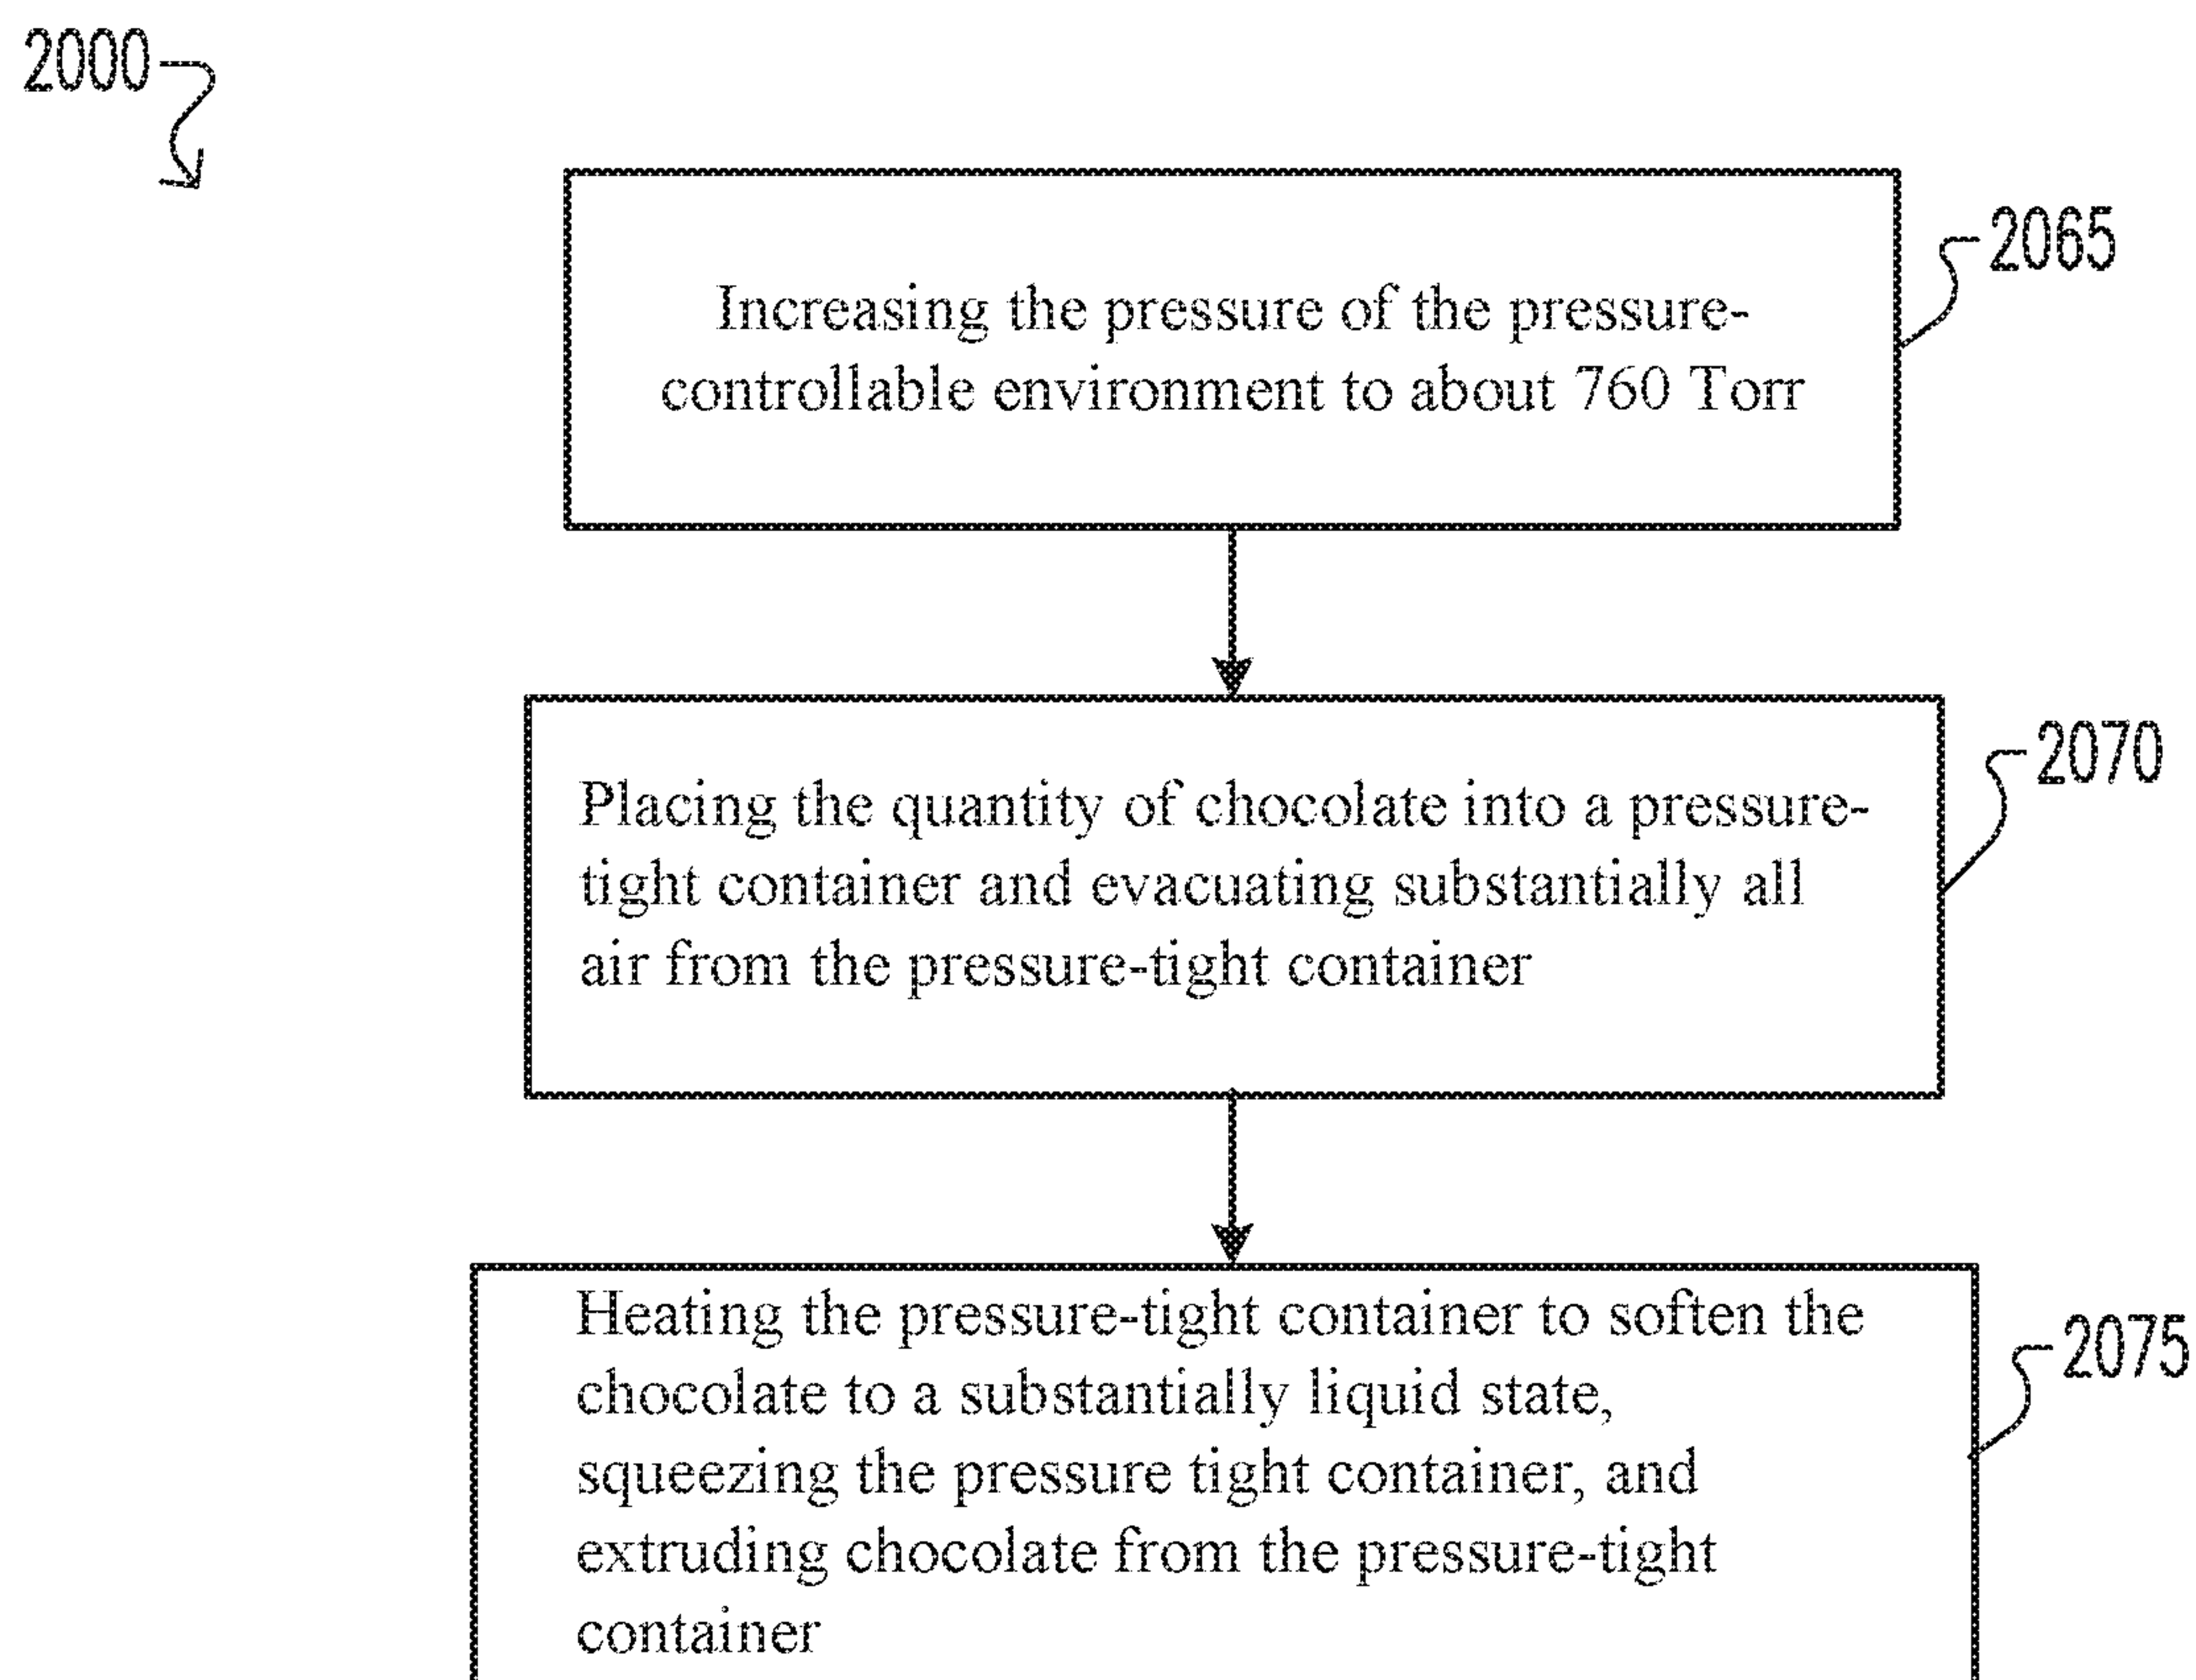 2000
2065
Increasing the pressure of the pressure-
controllable environment to about 760 Torr
2070
Placing the quantity of chocolate into a pressure-
tight container and evacuating substantially all
air from the pressure-tight container
2075
Heating the pressure-tight container to soften the
chocolate to a substantially liquid state,
squeezing the pressure tight container, and
extruding chocolate from the pressure-tight
container